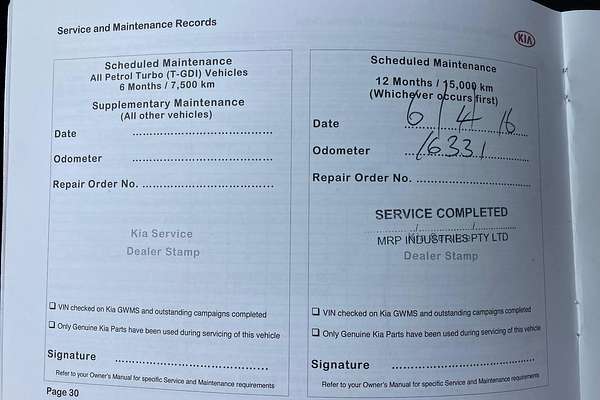 Service and Maintenance Records
KIA
Scheduled Maintenance
All Petrol Turbo (T-GDI) Vehicles
6 Months / 7,500 km
Supplementary Maintenance
(All other vehicles)
Date ........................................
Odometer ........................................
Repair Order No. ........................................
Kia Service
Dealer Stamp
❑ VIN checked on Kia GWMS and outstanding campaigns completed
❑ Only Genuine Kia Parts have been used during servicing of this vehicle
Signature ........................................
Refer to your Owner's Manual for specific Service and Maintenance requirements
Page 30
Scheduled Maintenance
12 Months / 15,000 km
(Whichever occurs first)
Date 6/4/16
Odometer 16331
Repair Order No. ........................................
SERVICE COMPLETED
MRP INDUSTRIES PTY LTD
Kia Service
Dealer Stamp
❑ VIN checked on Kia GWMS and outstanding campaigns completed
❑ Only Genuine Kia Parts have been used during servicing of this vehicle
Signature ........................................
Refer to your Owner's Manual for specific Service and Maintenance requirements